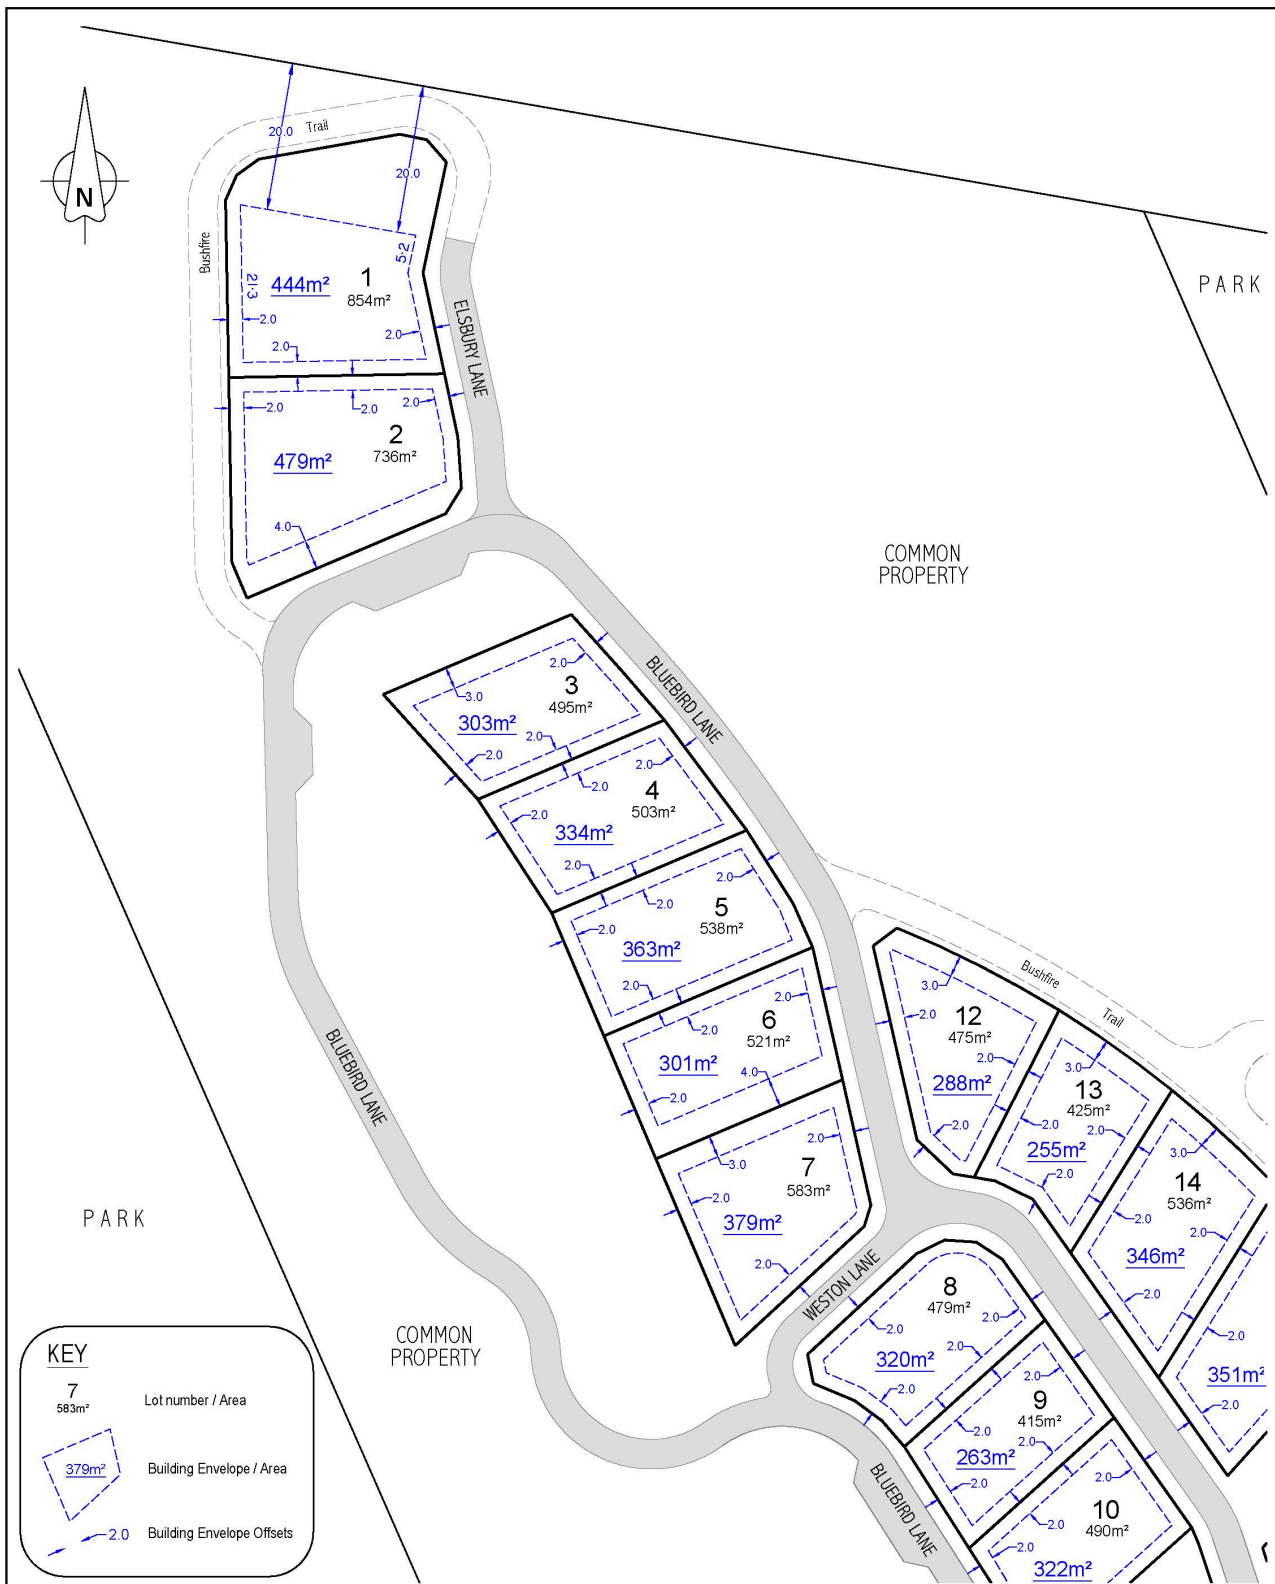 20.0
Trail
20.0
N
Bushfire
PARK
5·2
21·3
444m²
1
854m²
2.0
2.0
2.0
ELSBURY LANE
2.0
2.0
2.0
2
736m²
479m²
4.0
COMMON
PROPERTY
2.0
3.0
3
495m²
303m²
2.0
2.0
BLUEBIRD LANE
2.0
2.0
4
503m²
2.0
334m²
2.0
2.0
2.0
5
538m²
2.0
363m²
2.0
2.0
2.0
6
521m²
301m²
4.0
2.0
BLUEBIRD LANE
3.0
2.0
7
583m²
2.0
379m²
2.0
Bushfire
Trail
3.0
2.0
12
475m²
2.0
288m²
2.0
3.0
13
425m²
2.0
2.0
255m²
2.0
3.0
14
536m²
2.0
2.0
346m²
2.0
2.0
351m²
2.0
PARK
WESTON LANE
8
479m²
2.0
2.0
2.0
320m²
2.0
COMMON
PROPERTY
2.0
9
415m²
2.0
2.0
263m²
2.0
BLUEBIRD LANE
2.0
10
490m²
2.0
2.0
322m²
KEY
7
583m²
Lot number / Area
379m²
Building Envelope / Area
2.0
Building Envelope Offsets